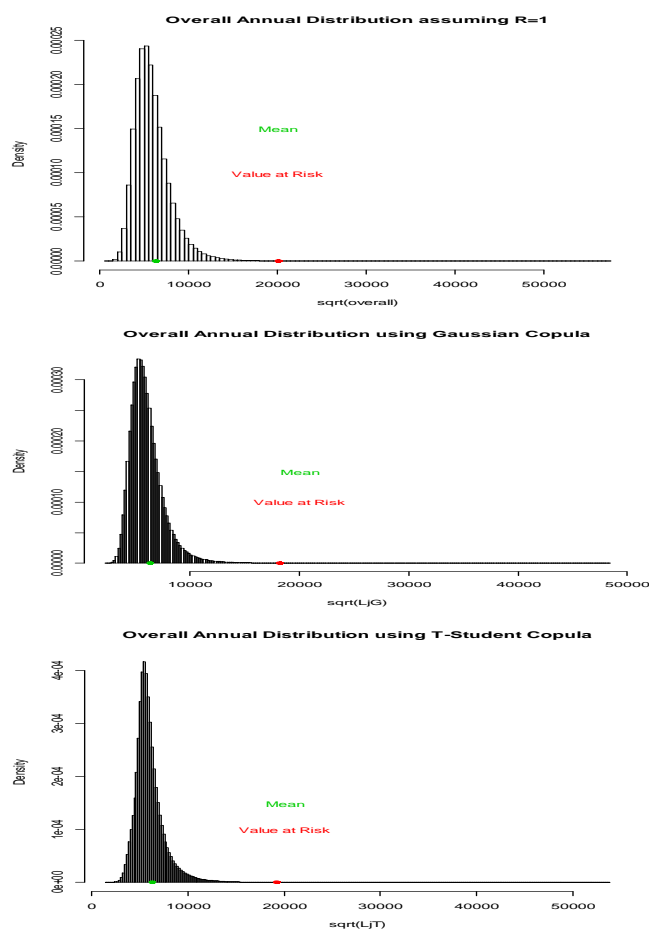 Overall Annual Distribution assuming R=1
0.00025
0.00020
0.00015
0.00010
0.00005
0.00000
Density
Mean
Value at Risk
0 10000 20000 30000 40000 50000
sqrt(overall)
Overall Annual Distribution using Gaussian Copula
0.00030
0.00020
0.00010
0.00000
Density
Mean
Value at Risk
10000 20000 30000 40000 50000
sqrt(LjG)
Overall Annual Distribution using T-Student Copula
4e-04
3e-04
2e-04
1e-04
0e+00
Density
Mean
Value at Risk
0 10000 20000 30000 40000 50000
sqrt(LjT)